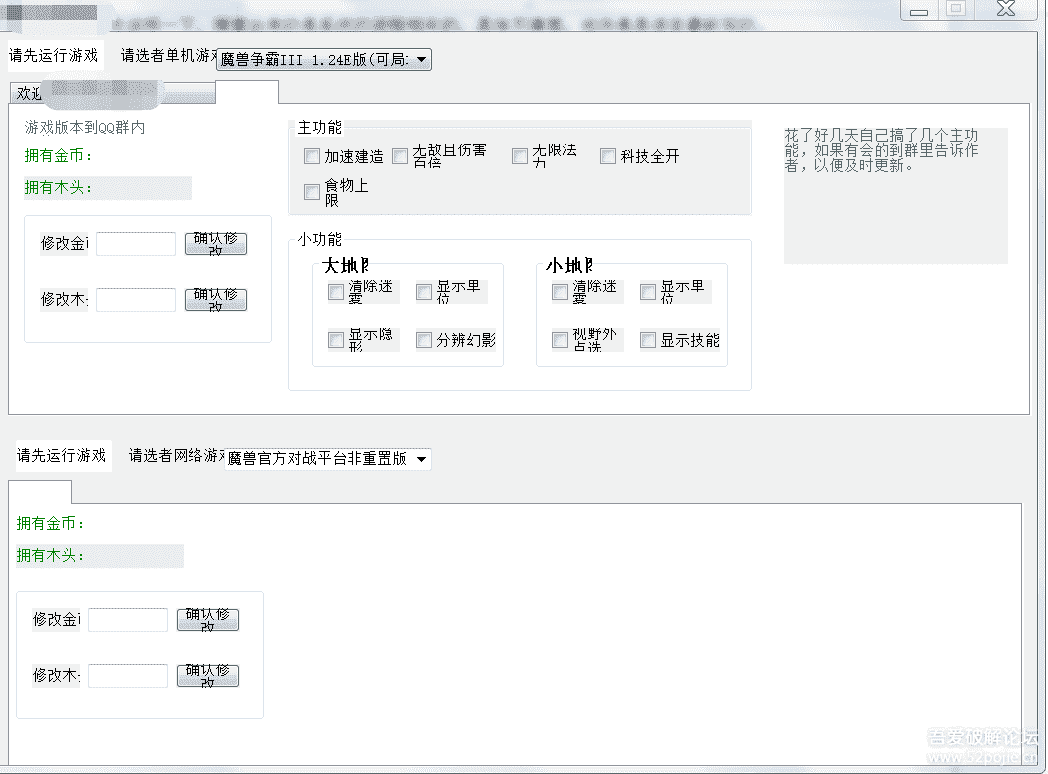 请先运行游戏
请选者单机游
魔兽争霸III 1.24E版(可局:
欢迎
游戏版本到QQ群内
拥有金币：
拥有木头：
修改金
确认修
改
修改木:
确认修
改
主功能
加速建造
无敌且伤害
百倍
无限法
力
科技全开
食物上
限
花了好几天自己搞了几个主功
能，如果有会的到群里告诉作
者，以便及时更新。
小功能
大地
清除迷
雾
显示单
位
显示隐
形
分辨幻影
小地
清除迷
雾
显示单
位
视野外
点选
显示技能
请先运行游戏
请选者网络游
魔兽官方对战平台非重置版
拥有金币：
拥有木头：
修改金
确认修
改
修改木:
确认修
改
吾爱破解论坛
www.52pojie.cn